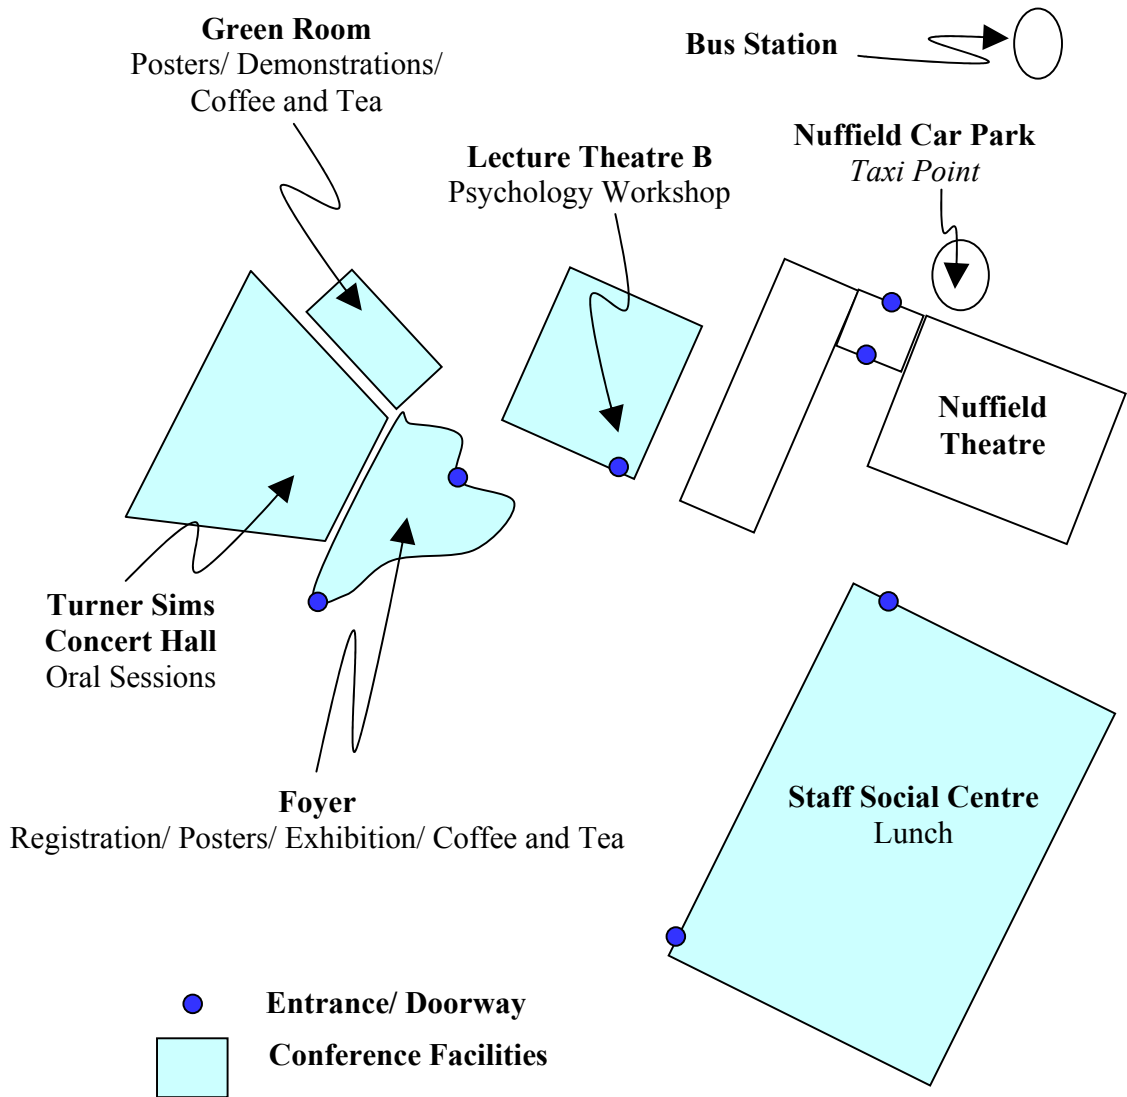 Green Room
Posters/ Demonstrations/
Coffee and Tea
Bus Station
Nuffield Car Park
Taxi Point
Lecture Theatre B
Psychology Workshop
Nuffield
Theatre
Turner Sims
Concert Hall
Oral Sessions
Foyer
Registration/ Posters/ Exhibition/ Coffee and Tea
Staff Social Centre
Lunch
Entrance/ Doorway
Conference Facilities